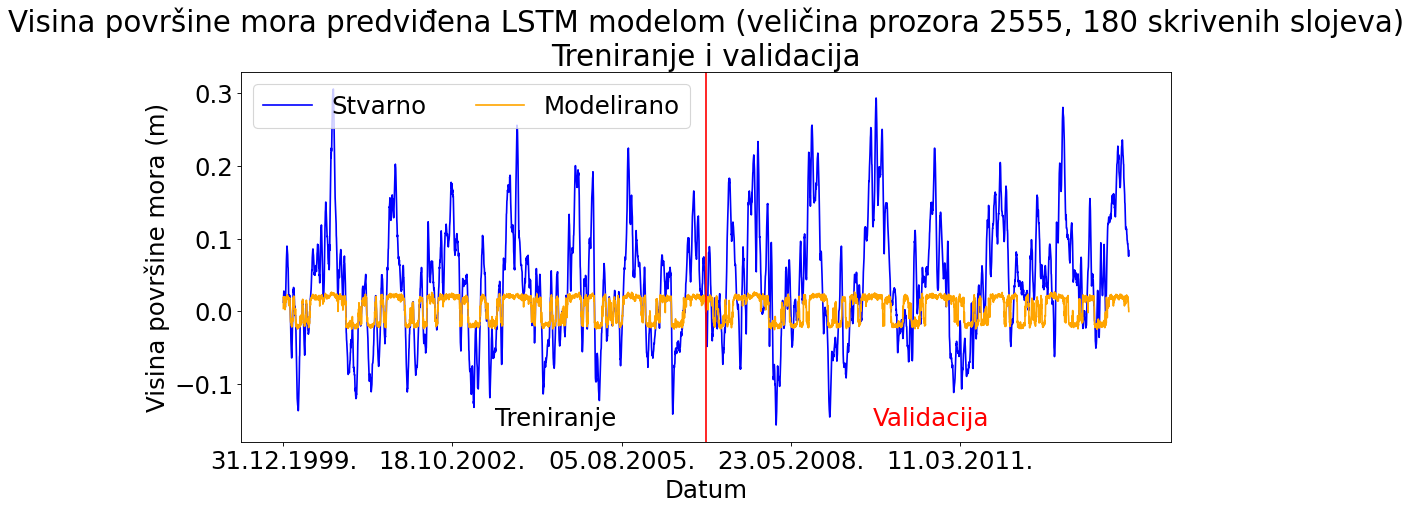 Visina površine mora predviđena LSTM modelom (veličina prozora 2555, 180 skrivenih slojeva)
Treniranje i validacija
Stvarno
Modelirano
Visina površine mora (m)
0.3
0.2
0.1
0.0
−0.1
Treniranje
Validacija
31.12.1999.
18.10.2002.
05.08.2005.
23.05.2008.
11.03.2011.
Datum